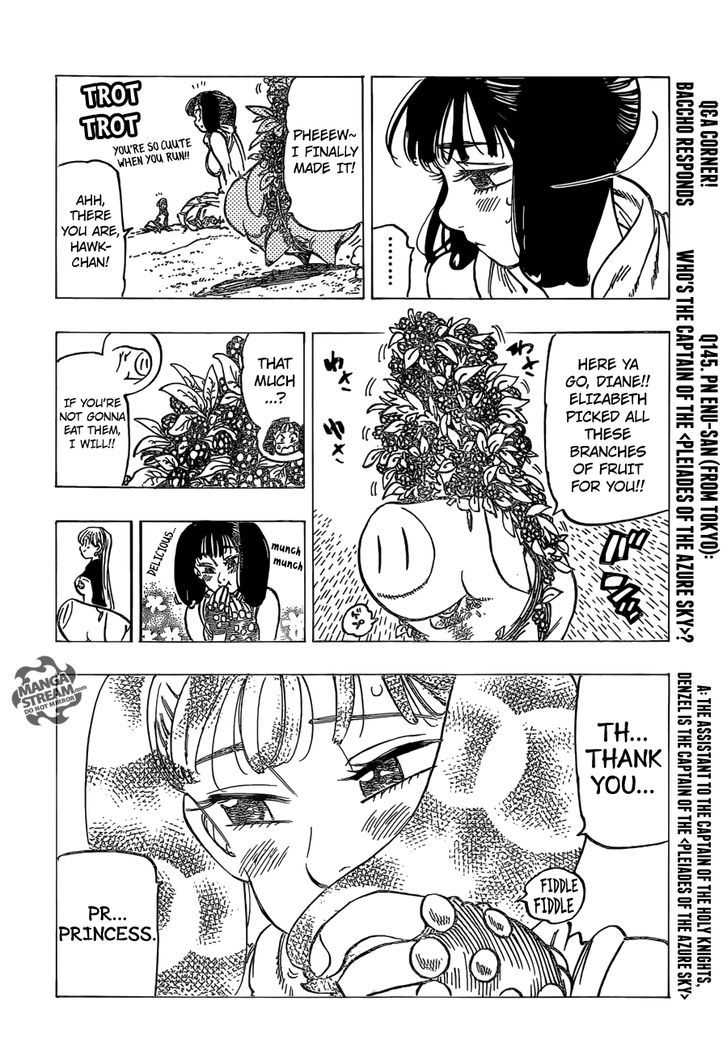 Q&A CORNER!
BACCHO RESPONDS
Q145. PN ENU-SAN (FROM TOKYO):
WHO'S THE CAPTAIN OF THE <PLEIADES OF THE AZURE SKY>?
A: THE ASSISTANT TO THE CAPTAIN OF THE HOLY KNIGHTS,
DENZEL IS THE CAPTAIN OF THE <PLEIADES OF THE AZURE SKY>
........
PHEEEW~
I FINALLY
MADE IT!
TROT
TROT
YOU'RE SO CUUTE
WHEN YOU RUN!!
AHH,
THERE
YOU ARE,
HAWK-
CHAN!
HERE YA
GO, DIANE!!
ELIZABETH
PICKED ALL
THESE
BRANCHES
OF FRUIT
FOR YOU!!
THAT
MUCH
...?
IF YOU'RE
NOT GONNA
EAT THEM,
I WILL!!
munch
munch
DELICIOUS...
TH...
THANK
YOU...
FIDDLE
FIDDLE
PR...
PRINCESS.
MANGA
STREAM.com
DO NOT MIRROR